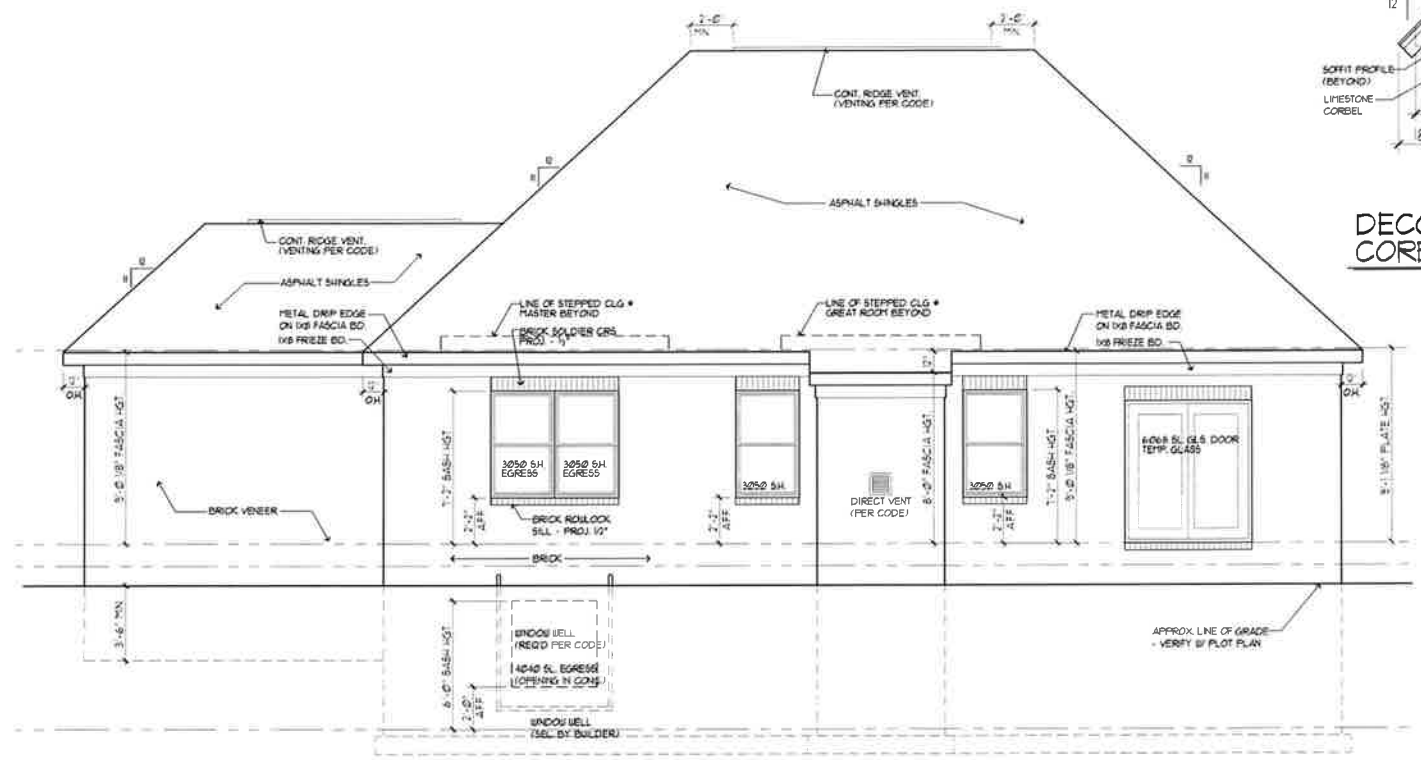 2'-0"
MIN.
2'-0"
MIN.
12
SOFFIT PROFILE
(BEYOND)
LIMESTONE
CORBEL
DECO
CORB
CONT. RIDGE VENT.
(VENTING PER CODE)
12
11
12
11
ASPHALT SHINGLES
CONT. RIDGE VENT.
(VENTING PER CODE)
12
11
ASPHALT SHINGLES
METAL DRIP EDGE
ON 1X8 FASCIA BD.
1X8 FRIEZE BD.
LINE OF STEPPED CLG @
MASTER BEYOND
BRICK SOLDIER CRS
PROJ. - 1/2"
LINE OF STEPPED CLG @
GREAT ROOM BEYOND
METAL DRIP EDGE
ON 1X8 FASCIA BD.
1X8 FRIEZE BD.
12"
O.H.
O.H.
O.H.
9'-0 1/8" FASCIA HGT
7'-2" SASH HGT
8'-0" FASCIA HGT
7'-2" SASH HGT
9'-0 1/8" FASCIA HGT
9'-1 1/8" PLATE HGT
3050 S.H.
EGRESS
3050 S.H.
EGRESS
3050 S.H.
3050 S.H.
6068 SL. GLS. DOOR
TEMP. GLASS
DIRECT VENT
(PER CODE)
2'-2"
AFF
2'-2"
AFF
2'-2"
AFF
BRICK VENEER
BRICK ROWLOCK
SILL - PROJ. 1/2"
BRICK
3'-6" MIN
6'-0" SASH HGT
2'-0"
AFF
WINDOW WELL
(REQ'D PER CODE)
4040 SL. EGRESS
(OPENING IN CONC.)
WINDOW WELL
(SEL. BY BUILDER)
APPROX. LINE OF GRADE
- VERIFY W/ PLOT PLAN